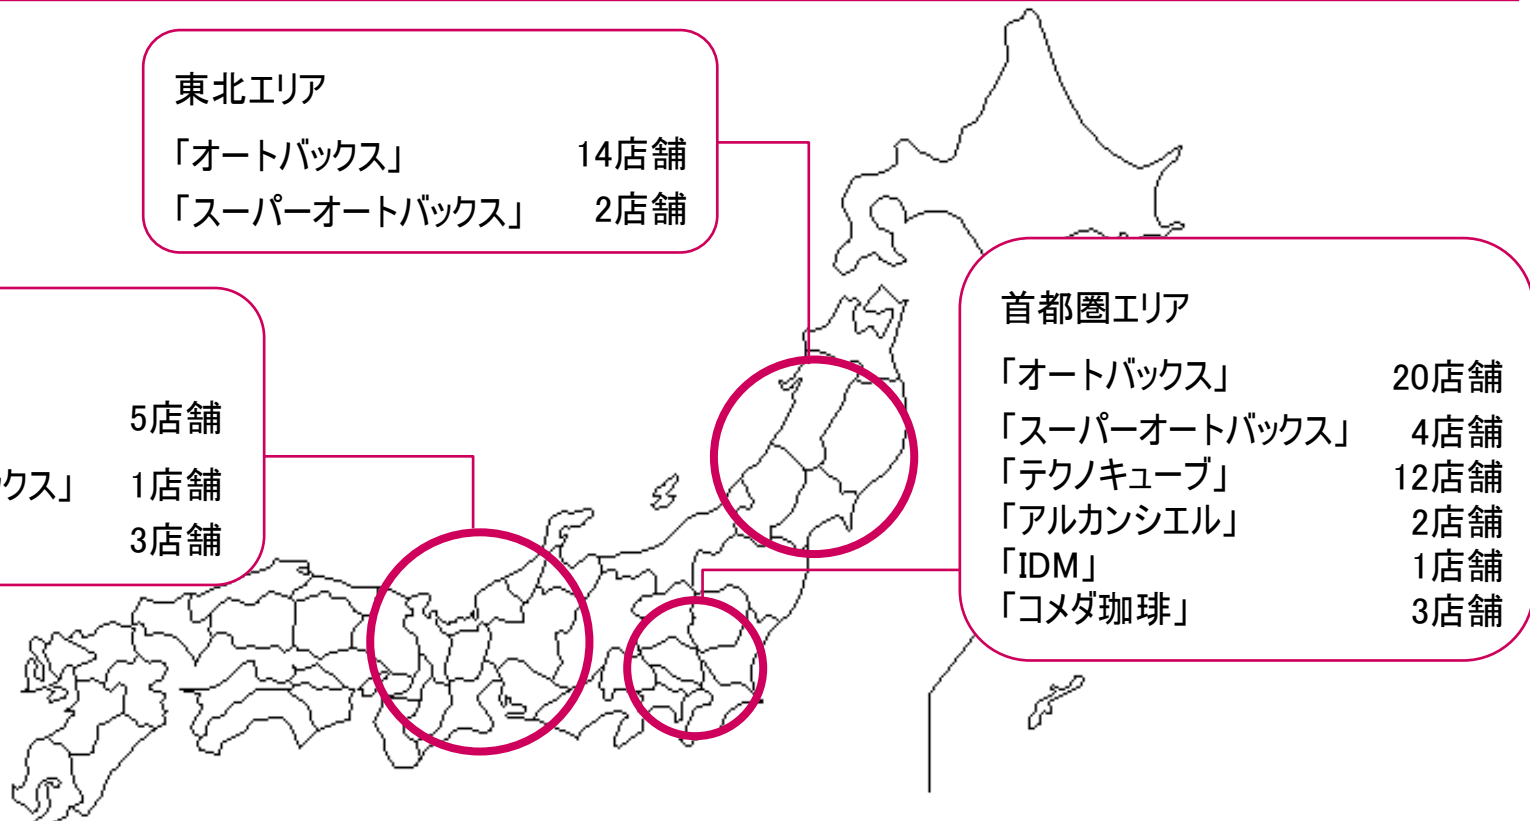 東北エリア
「オートバックス」 14店舗
「スーパーオートバックス」 2店舗
5店舗
クス」 1店舗
3店舗
首都圏エリア
「オートバックス」 20店舗
「スーパーオートバックス」 4店舗
「テクノキューブ」 12店舗
「アルカンシエル」 2店舗
「IDM」 1店舗
「コメダ珈琲」 3店舗